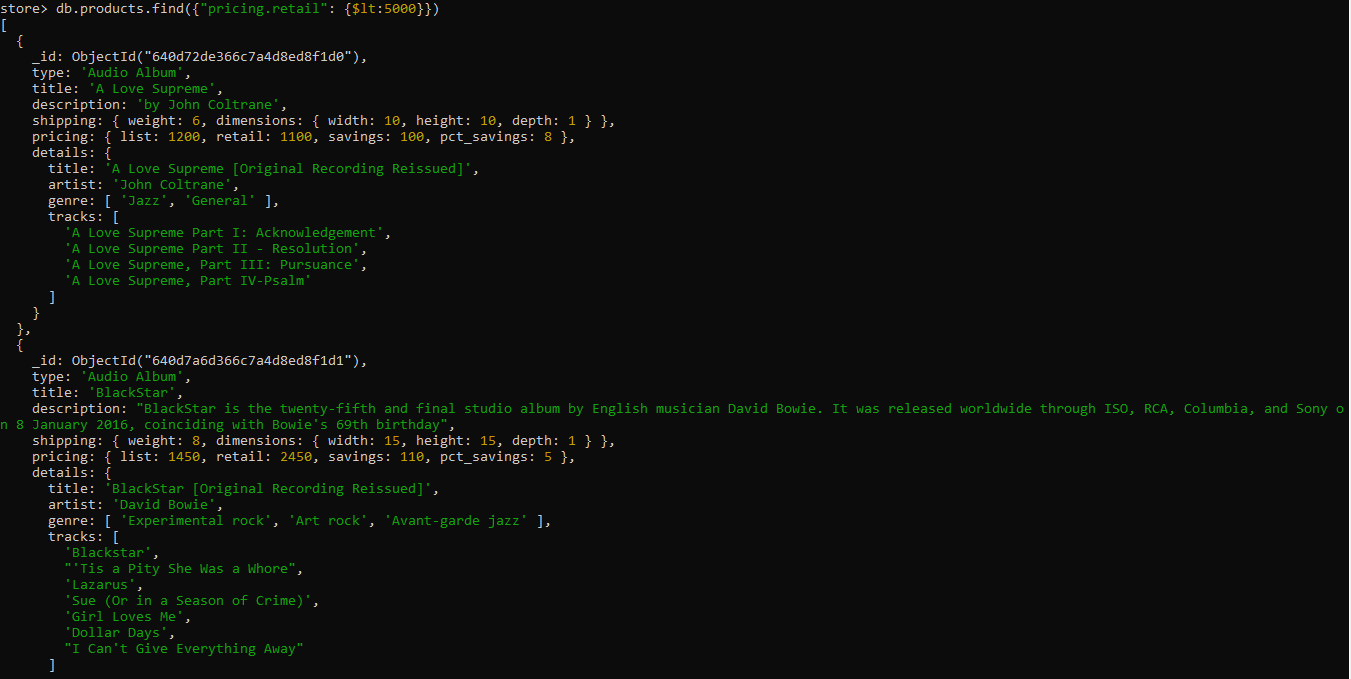 store> db.products.find({"pricing.retail": {$lt:5000}})
[
  {
    _id: ObjectId("640d72de366c7a4d8ed8f1d0"),
    type: 'Audio Album',
    title: 'A Love Supreme',
    description: 'by John Coltrane',
    shipping: { weight: 6, dimensions: { width: 10, height: 10, depth: 1 } },
    pricing: { list: 1200, retail: 1100, savings: 100, pct_savings: 8 },
    details: {
      title: 'A Love Supreme [Original Recording Reissued]',
      artist: 'John Coltrane',
      genre: [ 'Jazz', 'General' ],
      tracks: [
        'A Love Supreme Part I: Acknowledgement',
        'A Love Supreme Part II - Resolution',
        'A Love Supreme, Part III: Pursuance',
        'A Love Supreme, Part IV-Psalm'
      ]
    }
  },
  {
    _id: ObjectId("640d7a6d366c7a4d8ed8f1d1"),
    type: 'Audio Album',
    title: 'BlackStar',
    description: "BlackStar is the twenty-fifth and final studio album by English musician David Bowie. It was released worldwide through ISO, RCA, Columbia, and Sony o
n 8 January 2016, coinciding with Bowie's 69th birthday",
    shipping: { weight: 8, dimensions: { width: 15, height: 15, depth: 1 } },
    pricing: { list: 1450, retail: 2450, savings: 110, pct_savings: 5 },
    details: {
      title: 'BlackStar [Original Recording Reissued]',
      artist: 'David Bowie',
      genre: [ 'Experimental rock', 'Art rock', 'Avant-garde jazz' ],
      tracks: [
        'Blackstar',
        "'Tis a Pity She Was a Whore",
        'Lazarus',
        'Sue (Or in a Season of Crime)',
        'Girl Loves Me',
        'Dollar Days',
        "I Can't Give Everything Away"
      ]